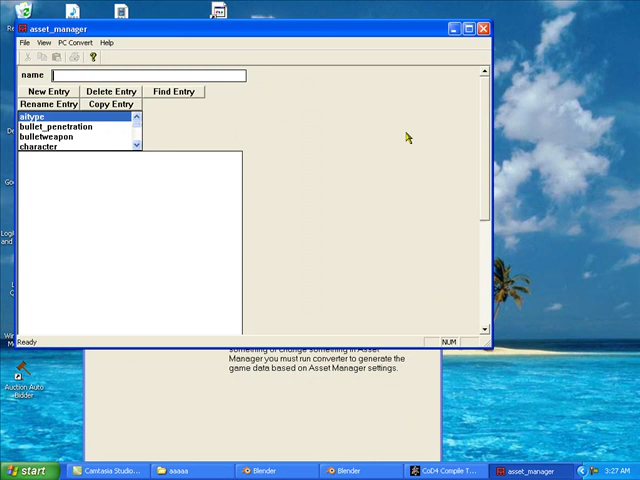 asset_manager
File View PC Convert Help
name
New Entry Delete Entry Find Entry
Rename Entry Copy Entry
aitype
bullet_penetration
bulletweapon
character
Ready
NUM
something or change something in Asset
Manager you must run converter to generate the
game data based on Asset Manager settings.
Auction Auto
Bidder
start
Camtasia Studio...
aaaaa
Blender
Blender
CoD4 Compile T...
asset_manager
3:27 AM